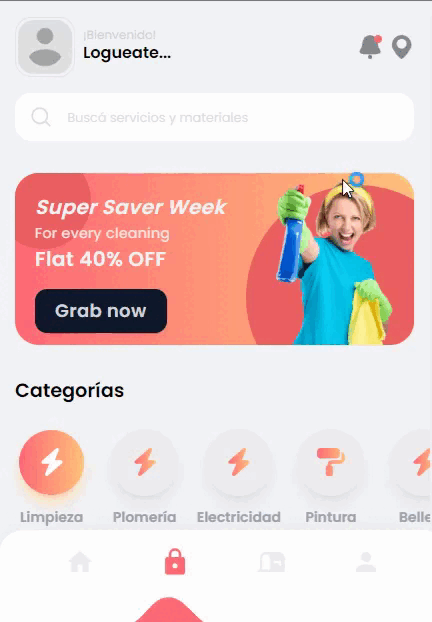 ¡Bienvenido!
Logueate...
Buscá servicios y materiales
Super Saver Week
For every cleaning
Flat 40% OFF
Grab now
Categorías
Limpieza Plomería Electricidad Pintura Belle